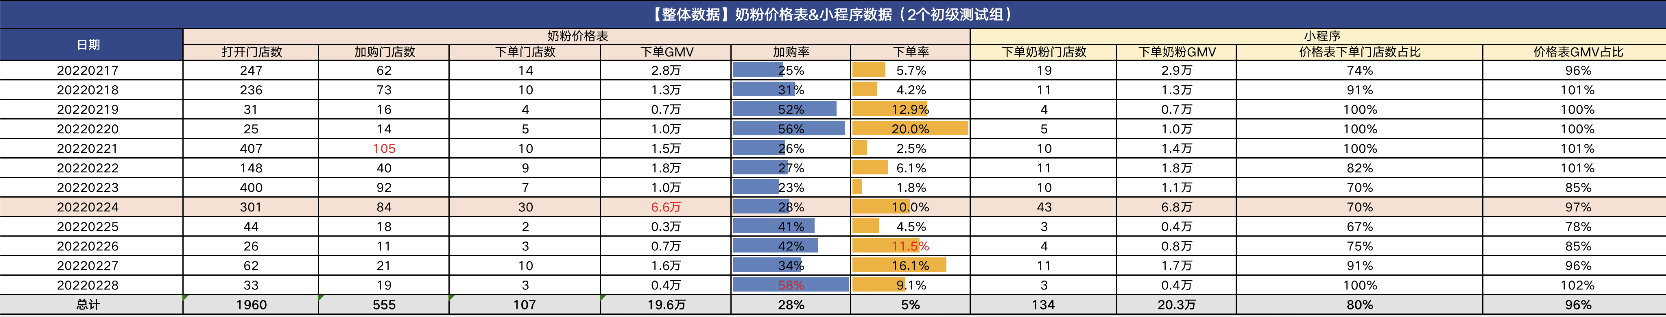 【整体数据】奶粉价格表&小程序数据（2个初级测试组）
日期 奶粉价格表 小程序
打开门店数 加购门店数 下单门店数 下单GMV 加购率 下单率 下单奶粉门店数 下单奶粉GMV 价格表下单门店数占比 价格表GMV占比
20220217 247 62 14 2.8万 25% 5.7% 19 2.9万 74% 96%
20220218 236 73 10 1.3万 31% 4.2% 11 1.3万 91% 101%
20220219 31 16 4 0.7万 52% 12.9% 4 0.7万 100% 100%
20220220 25 14 5 1.0万 56% 20.0% 5 1.0万 100% 100%
20220221 407 105 10 1.5万 26% 2.5% 10 1.4万 100% 101%
20220222 148 40 9 1.8万 27% 6.1% 11 1.8万 82% 101%
20220223 400 92 7 1.0万 23% 1.8% 10 1.1万 70% 85%
20220224 301 84 30 6.6万 28% 10.0% 43 6.8万 70% 97%
20220225 44 18 2 0.3万 41% 4.5% 3 0.4万 67% 78%
20220226 26 11 3 0.7万 42% 11.5% 4 0.8万 75% 85%
20220227 62 21 10 1.6万 34% 16.1% 11 1.7万 91% 96%
20220228 33 19 3 0.4万 58% 9.1% 3 0.4万 100% 102%
总计 1960 555 107 19.6万 28% 5% 134 20.3万 80% 96%